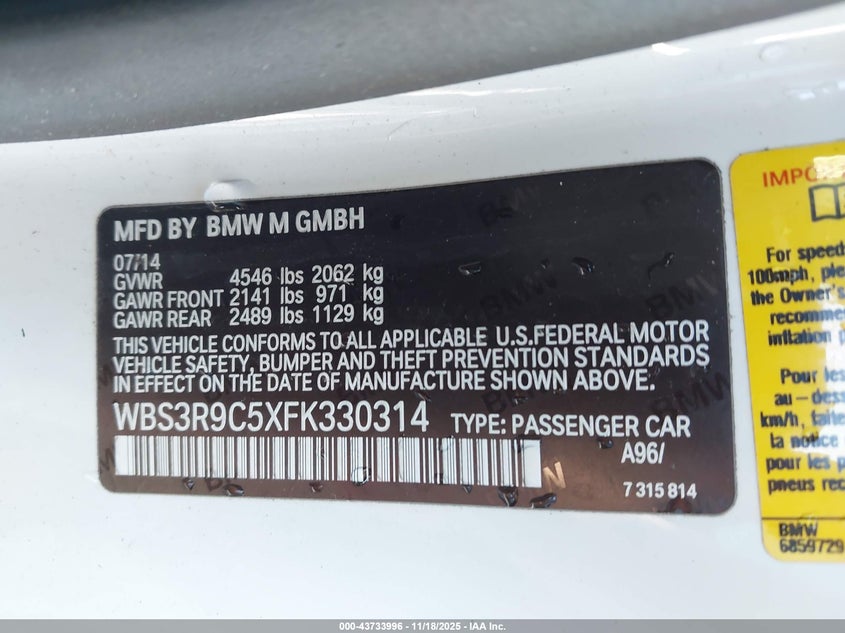 MFD BY BMW M GMBH
07/14
GVWR 4546 lbs 2062 kg
GAWR FRONT 2141 lbs 971 kg
GAWR REAR 2489 lbs 1129 kg
THIS VEHICLE CONFORMS TO ALL APPLICABLE U.S.FEDERAL MOTOR
VEHICLE SAFETY, BUMPER AND THEFT PREVENTION STANDARDS
IN EFFECT ON THE DATE OF MANUFACTURE SHOWN ABOVE.
WBS3R9C5XFK330314 TYPE: PASSENGER CAR
A96/
N
7 315 814
IMPO
For speeds
100mph, ple
the Owner's
recomme
inflation p
Pour les
au-dess
km/h, faite
la notice
pour les p
pneus rec
BMW
6859729
000-43733996 - 11/18/2025 - IAA Inc.